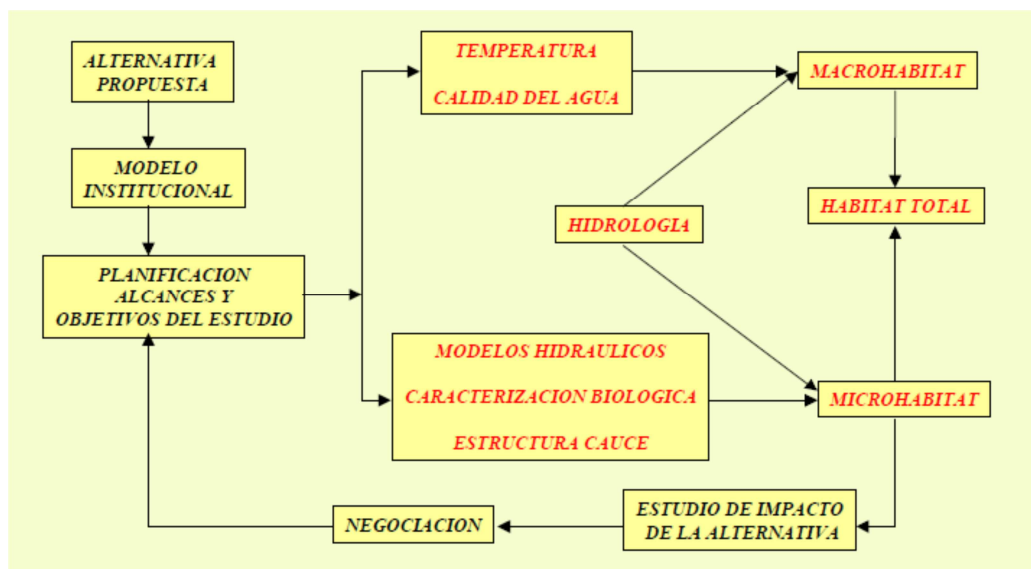 ALTERNATIVA
PROPUESTA
MODELO
INSTITUCIONAL
PLANIFICACION
ALCANCES Y
OBJETIVOS DEL ESTUDIO
TEMPERATURA
CALIDAD DEL AGUA
MACROHABITAT
HABITAT TOTAL
HIDROLOGIA
MODELOS HIDRAULICOS
CARACTERIZACION BIOLOGICA
ESTRUCTURA CAUCE
MICROHABITAT
ESTUDIO DE IMPACTO
DE LA ALTERNATIVA
NEGOCIACION